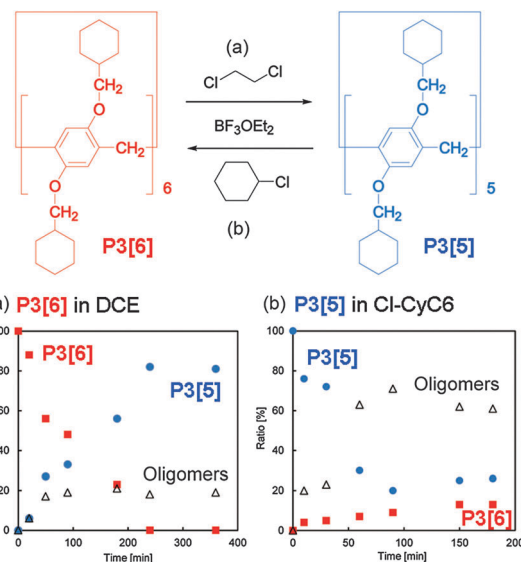 (a)
CH2
O
Cl
Cl
BF3OEt2
CH2
6
O
CH2
P3[6]
Cl
(b)
CH2
O
CH2
5
O
CH2
P3[5]
a) P3[6] in DCE
(b) P3[5] in Cl-CyC6
00
80
60
40
20
0
P3[6]
P3[5]
Oligomers
0 100 200 300 400
Time [min]
Ratio [%]
100
80
60
40
20
0
P3[5]
Oligomers
P3[6]
0 50 100 150 200
Time [min]